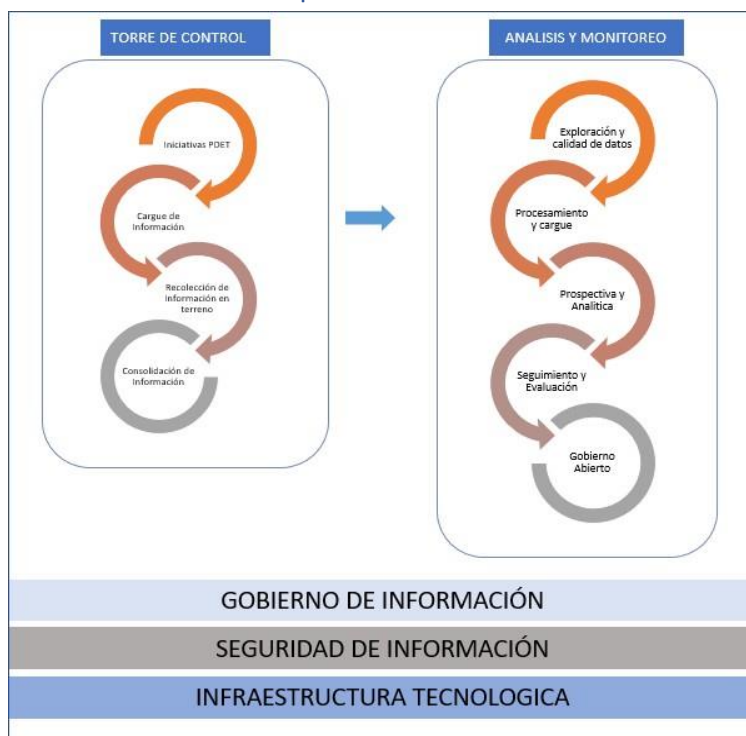 TORRE DE CONTROL
Iniciativas PDET
Cargue de
Información
Recolección de
Información en
terreno
Consolidación de
Información
ANALISIS Y MONITOREO
Exploración y
calidad de datos
Procesamiento
y cargue
Prospectiva y
Analítica
Seguimiento y
Evaluación
Gobierno
Abierto
GOBIERNO DE INFORMACIÓN
SEGURIDAD DE INFORMACIÓN
INFRAESTRUCTURA TECNOLOGICA